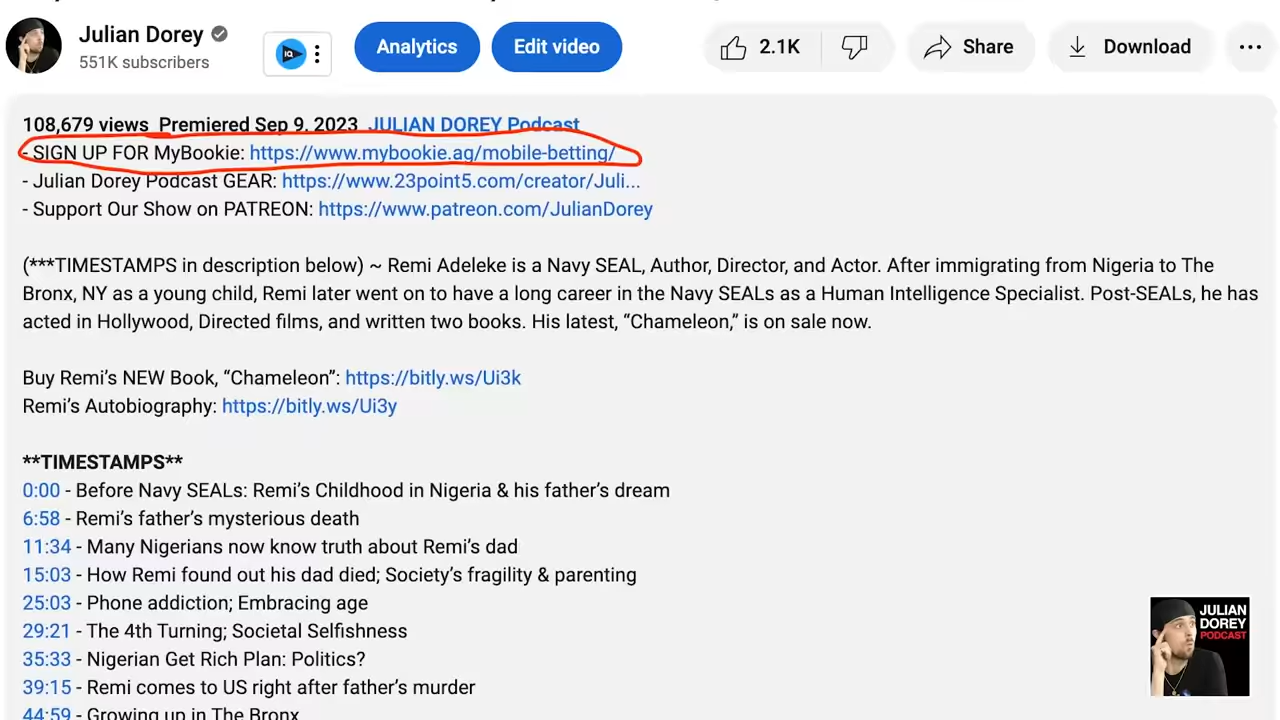 Julian Dorey
551K subscribers
Analytics
Edit video
2.1K
Share
Download
108,679 views Premiered Sep 9, 2023 JULIAN DOREY Podcast
- SIGN UP FOR MyBookie: https://www.mybookie.ag/mobile-betting/
- Julian Dorey Podcast GEAR: https://www.23point5.com/creator/Juli...
- Support Our Show on PATREON: https://www.patreon.com/JulianDorey
(***TIMESTAMPS in description below) ~ Remi Adeleke is a Navy SEAL, Author, Director, and Actor. After immigrating from Nigeria to The
Bronx, NY as a young child, Remi later went on to have a long career in the Navy SEALs as a Human Intelligence Specialist. Post-SEALs, he has
acted in Hollywood, Directed films, and written two books. His latest, “Chameleon,” is on sale now.
Buy Remi’s NEW Book, “Chameleon”: https://bitly.ws/Ui3k
Remi’s Autobiography: https://bitly.ws/Ui3y
**TIMESTAMPS**
0:00 - Before Navy SEALs: Remi’s Childhood in Nigeria & his father’s dream
6:58 - Remi’s father’s mysterious death
11:34 - Many Nigerians now know truth about Remi’s dad
15:03 - How Remi found out his dad died; Society’s fragility & parenting
25:03 - Phone addiction; Embracing age
29:21 - The 4th Turning; Societal Selfishness
35:33 - Nigerian Get Rich Plan: Politics?
39:15 - Remi comes to US right after father’s murder
44:59 - Growing up in The Bronx
JULIAN
DOREY
PODCAST